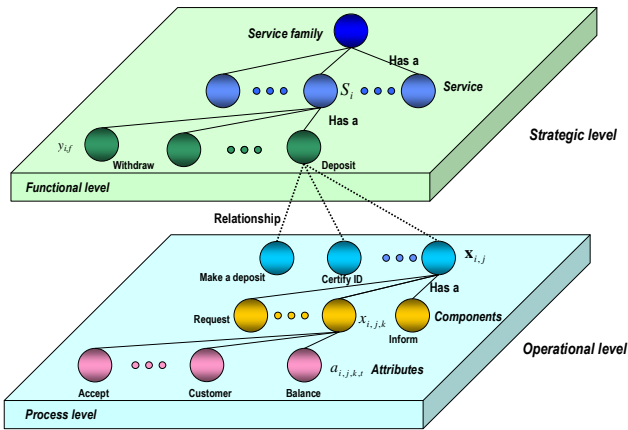 Service family
Has a
S_i
Service
Has a
y_{i,f}
Withdraw
Deposit
Strategic level
Functional level
Relationship
x_{i,j}
Make a deposit
Certify ID
Has a
Request
x_{i,j,k}
Components
Inform
Operational level
a_{i,j,k,t}
Attributes
Accept
Customer
Balance
Process level